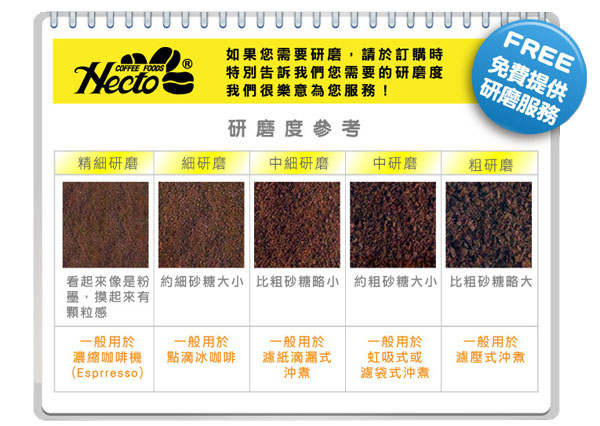 COFFEE FOODS
Hecto®
如果您需要研磨，請於訂購時
特別告訴我們您需要的研磨度
我們很樂意為您服務！
FREE
免費提供
研磨服務
研磨度參考
精細研磨
細研磨
中細研磨
中研磨
粗研磨
看起來像是粉
墨，摸起來有
顆粒感
約細砂糖大小
比粗砂糖略小
約粗砂糖大小
比粗砂糖略大
一般用於
濃縮咖啡機
(Esprresso)
一般用於
點滴冰咖啡
一般用於
濾紙滴漏式
沖煮
一般用於
虹吸式或
濾袋式沖煮
一般用於
濾壓式沖煮